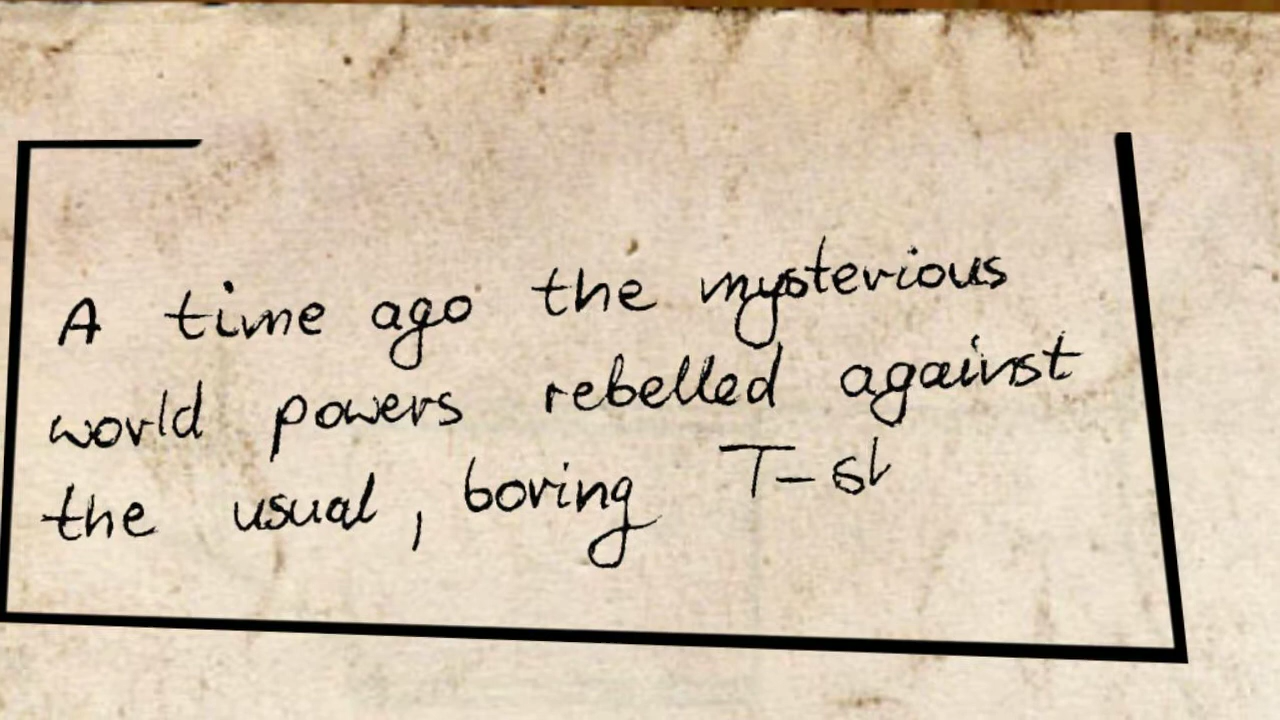 A time ago the mysterious
world powers rebelled against
the usual, boring